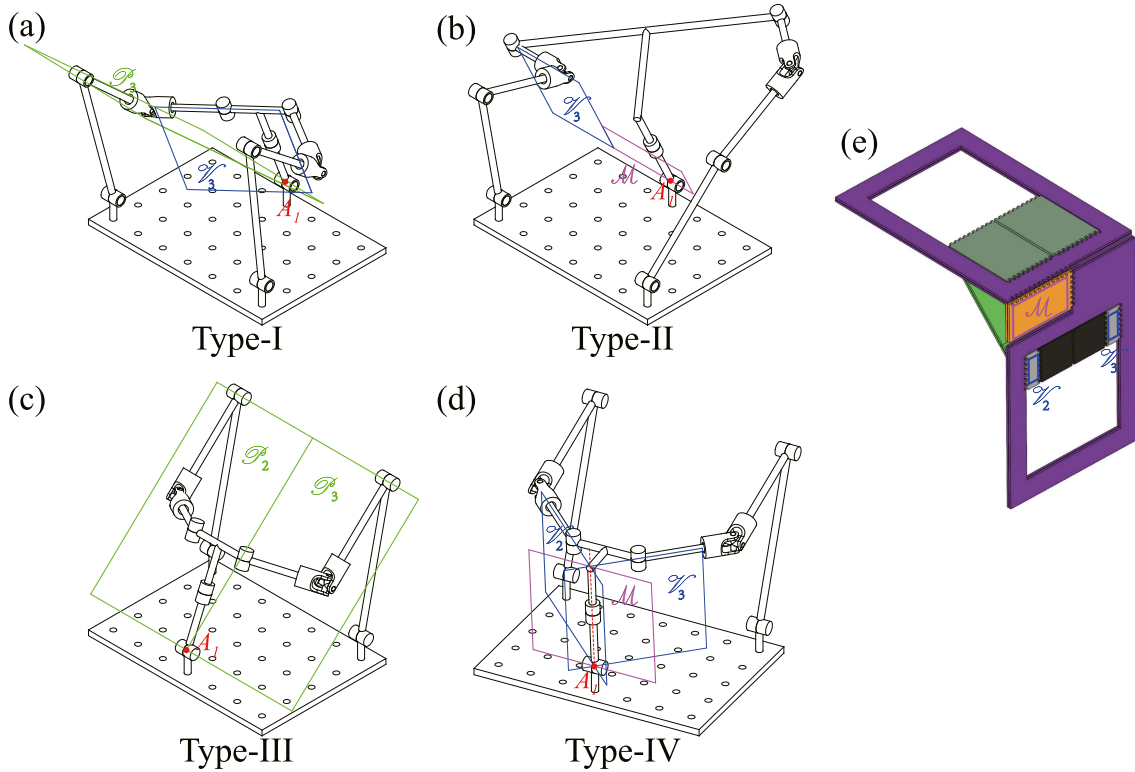 (a)
𝒫3
𝒱3
A1
Type-I
(b)
𝒱3
ℳ
A1
Type-II
(c)
𝒫2
𝒫3
A1
Type-III
(d)
𝒱2
ℳ
𝒱3
A1
Type-IV
(e)
ℳ
𝒱3
𝒱2